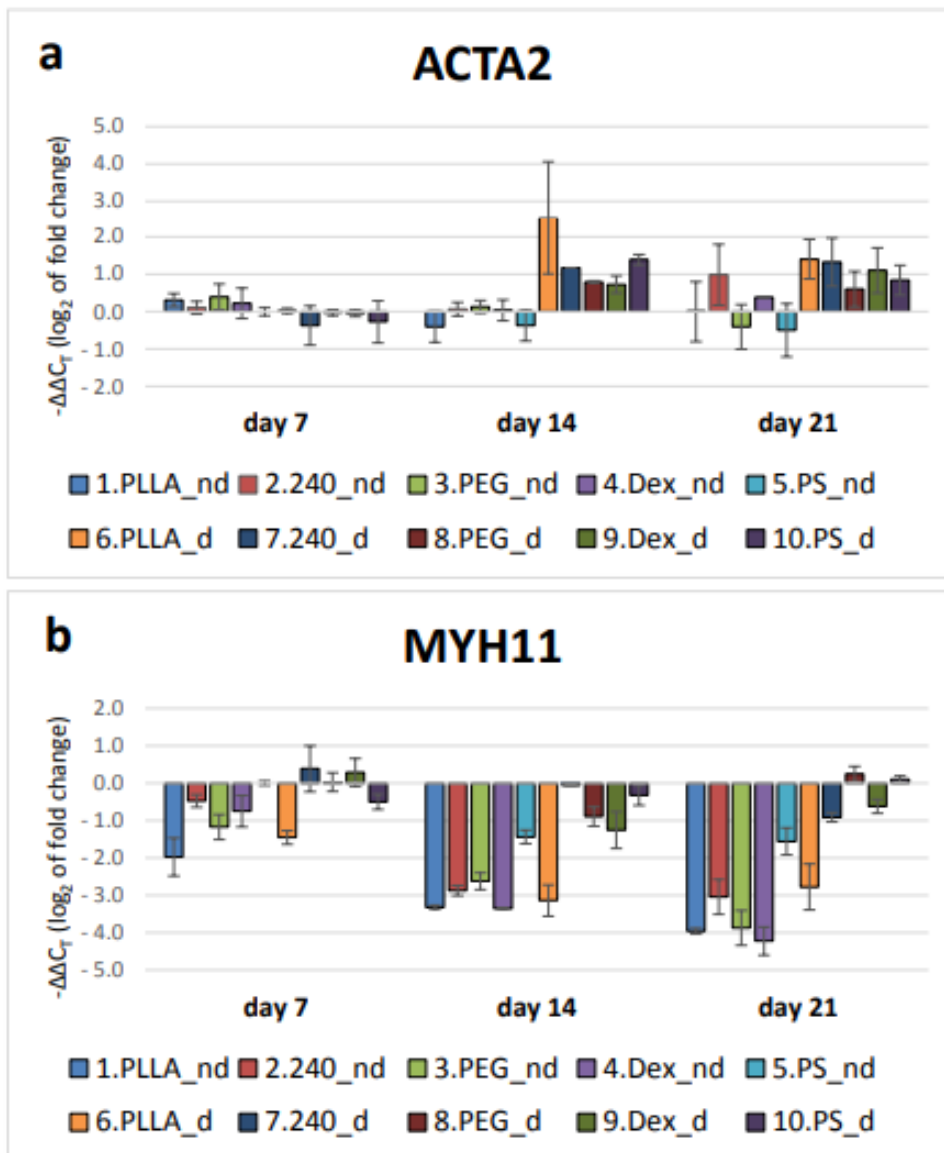 a
ACTA2
-ΔΔCT (log2 of fold change)
5.0
4.0
3.0
2.0
1.0
0.0
- 1.0
- 2.0
day 7 day 14 day 21
1.PLLA_nd 2.240_nd 3.PEG_nd 4.Dex_nd 5.PS_nd
6.PLLA_d 7.240_d 8.PEG_d 9.Dex_d 10.PS_d
b
MYH11
-ΔΔCT (log2 of fold change)
2.0
1.0
0.0
- 1.0
- 2.0
- 3.0
- 4.0
- 5.0
day 7 day 14 day 21
1.PLLA_nd 2.240_nd 3.PEG_nd 4.Dex_nd 5.PS_nd
6.PLLA_d 7.240_d 8.PEG_d 9.Dex_d 10.PS_d